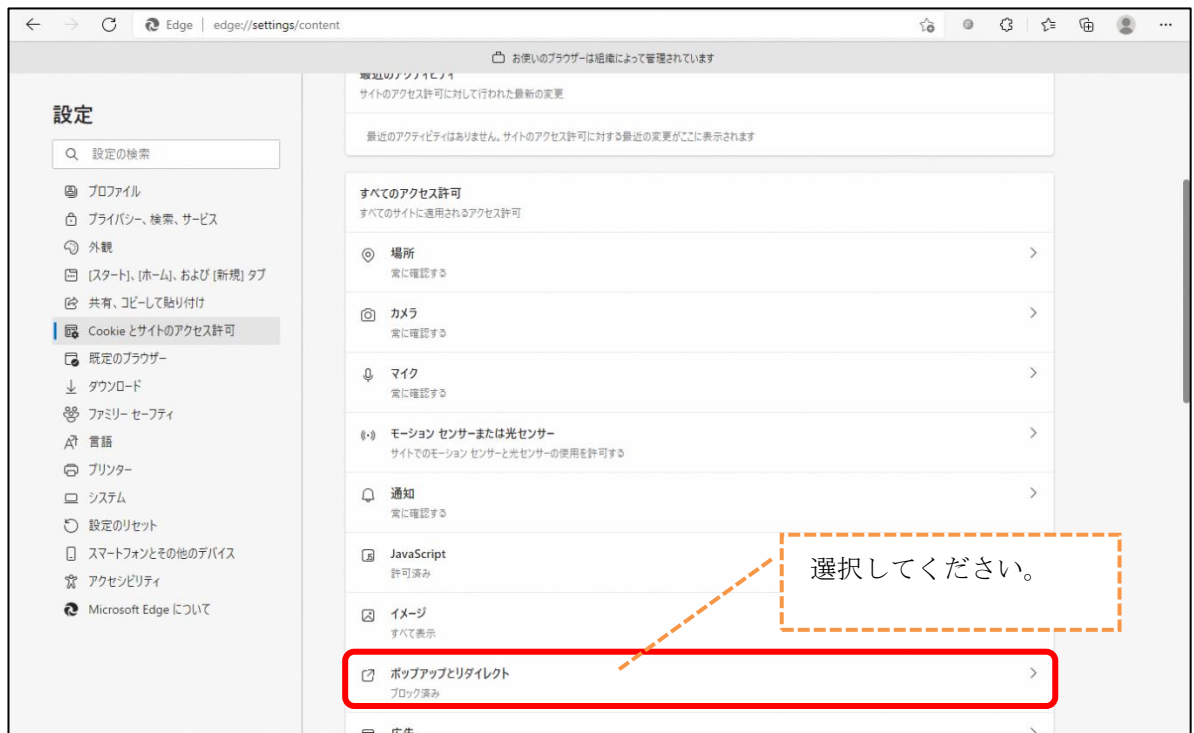 Edge
edge://settings/content
お使いのブラウザーは組織によって管理されています
設定
設定の検索
プロファイル
プライバシー、検索、サービス
外観
[スタート]、[ホーム]、および [新規] タブ
共有、コピーして貼り付け
Cookie とサイトのアクセス許可
既定のブラウザー
ダウンロード
ファミリー セーフティ
言語
プリンター
システム
設定のリセット
スマートフォンとその他のデバイス
アクセシビリティ
Microsoft Edge について
最近のアクティビティ
サイトのアクセス許可に対して行われた最新の変更
最近のアクティビティはありません。サイトのアクセス許可に対する最近の変更がここに表示されます
すべてのアクセス許可
すべてのサイトに適用されるアクセス許可
場所
常に確認する
カメラ
常に確認する
マイク
常に確認する
モーション センサーまたは光センサー
サイトでのモーション センサーと光センサーの使用を許可する
通知
常に確認する
JavaScript
許可済み
選択してください。
イメージ
すべて表示
ポップアップとリダイレクト
ブロック済み
広告